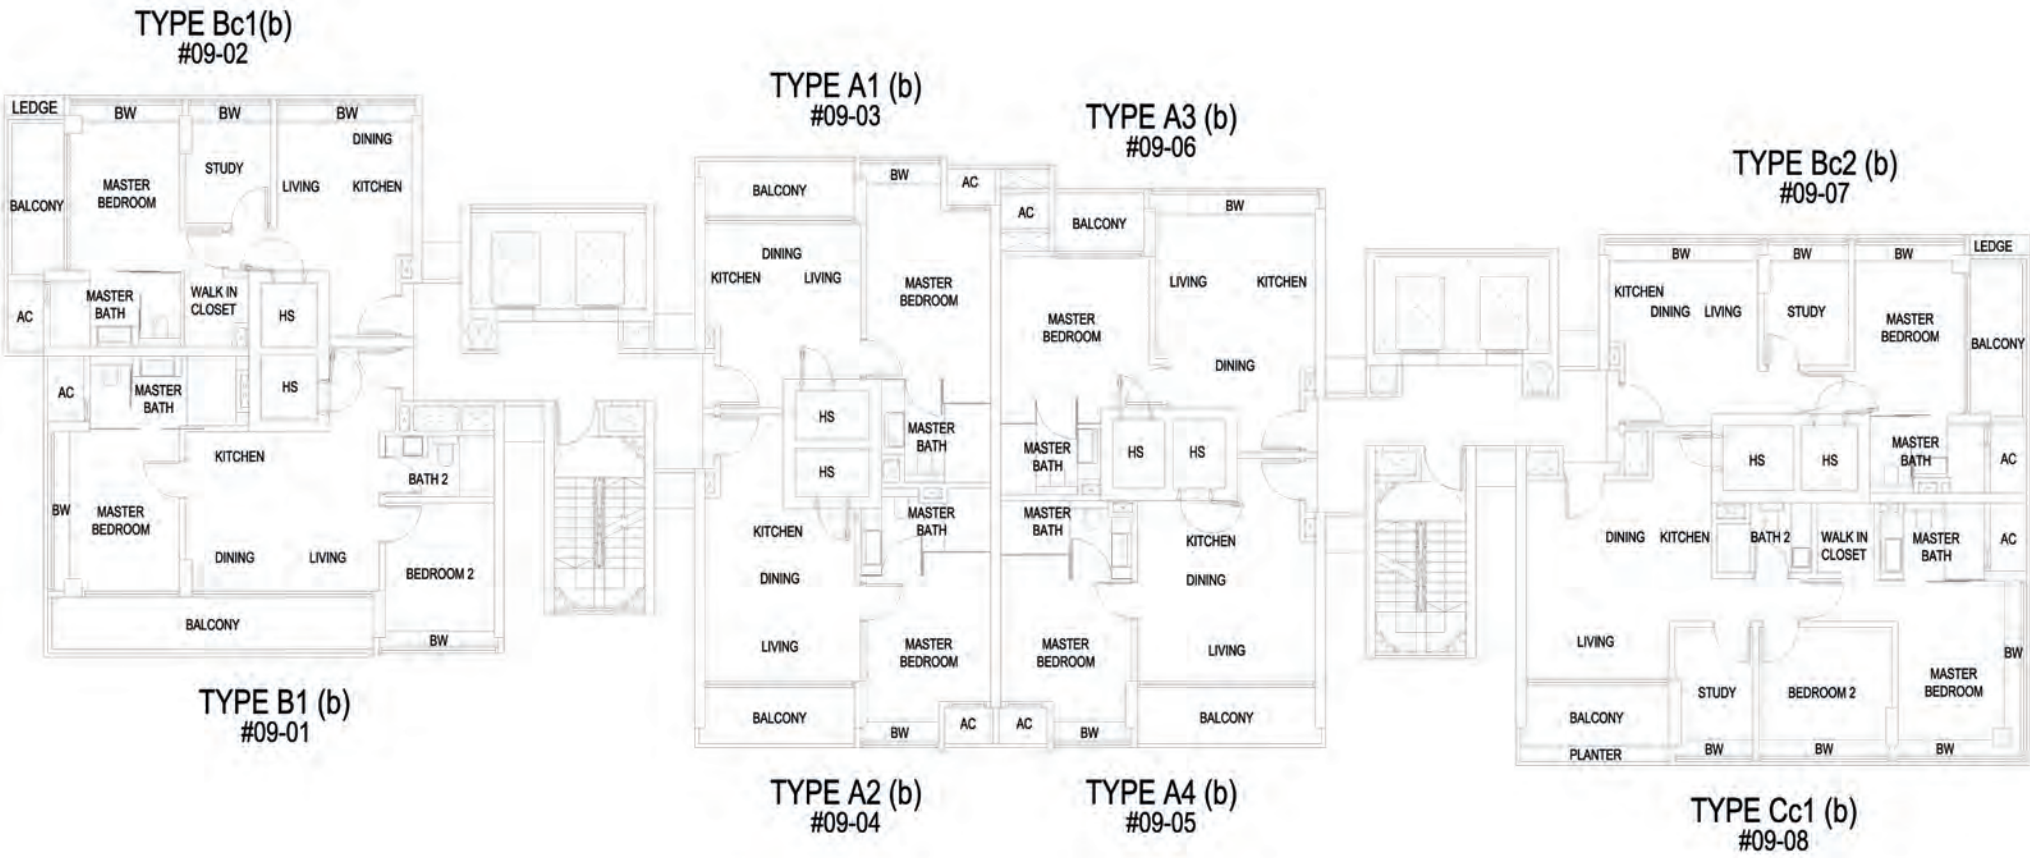 TYPE Bc1(b)
#09-02
LEDGE
BW
BW
BW
DINING
STUDY
LIVING
KITCHEN
MASTER
BEDROOM
BALCONY
MASTER
BATH
WALK IN
CLOSET
HS
AC
AC
MASTER
BATH
HS
KITCHEN
BATH 2
BW
MASTER
BEDROOM
DINING
LIVING
BEDROOM 2
BALCONY
BW
TYPE B1 (b)
#09-01
TYPE A1 (b)
#09-03
BALCONY
BW
AC
DINING
KITCHEN
LIVING
MASTER
BEDROOM
HS
MASTER
BATH
HS
MASTER
BATH
KITCHEN
DINING
LIVING
MASTER
BEDROOM
BALCONY
BW
AC
TYPE A2 (b)
#09-04
TYPE A3 (b)
#09-06
AC
BALCONY
BW
LIVING
KITCHEN
MASTER
BEDROOM
DINING
MASTER
BATH
HS
HS
MASTER
BATH
KITCHEN
DINING
MASTER
BEDROOM
LIVING
AC
BW
BALCONY
TYPE A4 (b)
#09-05
TYPE Bc2 (b)
#09-07
BW
BW
BW
LEDGE
KITCHEN
DINING
LIVING
STUDY
MASTER
BEDROOM
BALCONY
HS
HS
MASTER
BATH
AC
DINING
KITCHEN
BATH 2
WALK IN
CLOSET
MASTER
BATH
AC
LIVING
BW
STUDY
BEDROOM 2
MASTER
BEDROOM
BALCONY
PLANTER
BW
BW
BW
TYPE Cc1 (b)
#09-08